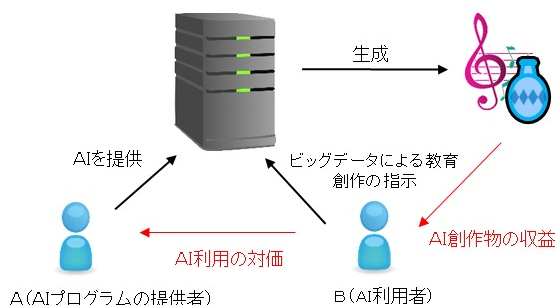 生成
AIを提供
ビッグデータによる教育
創作の指示
AI利用の対価
AI創作物の収益
A(AIプログラムの提供者)
B(AI利用者)